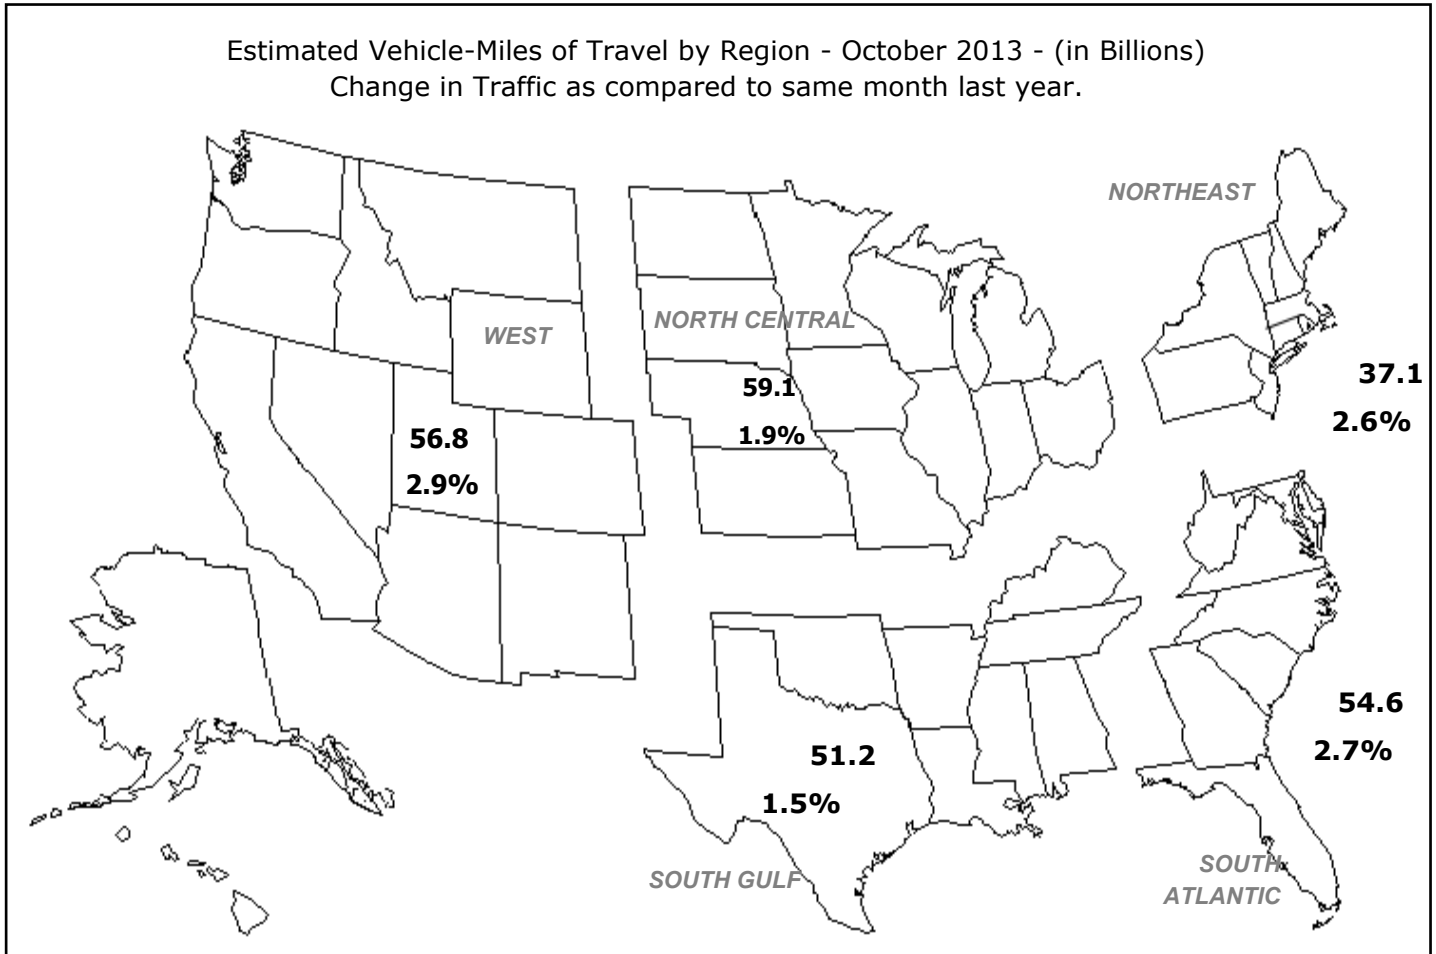 Estimated Vehicle-Miles of Travel by Region - October 2013 - (in Billions)
Change in Traffic as compared to same month last year.
NORTHEAST
37.1
2.6%
WEST
56.8
2.9%
NORTH CENTRAL
59.1
1.9%
SOUTH GULF
51.2
1.5%
SOUTH
ATLANTIC
54.6
2.7%